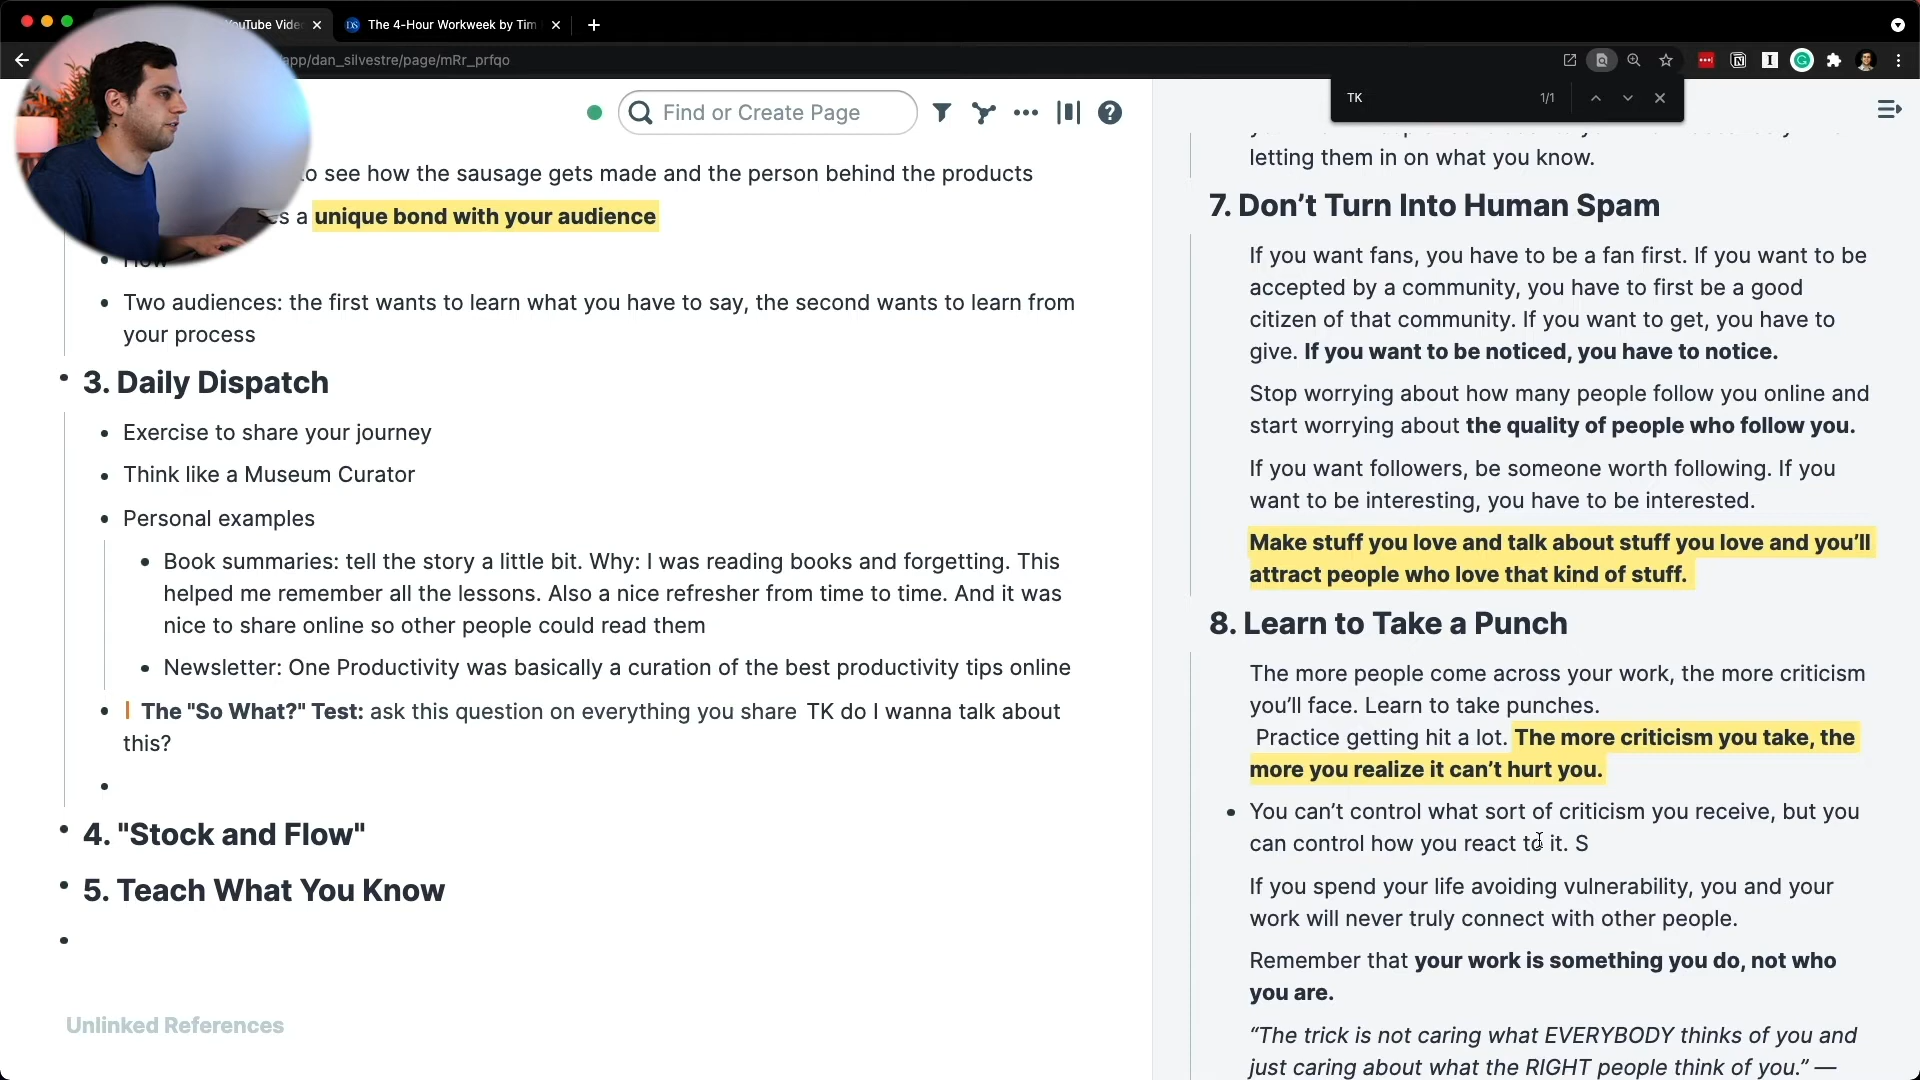 YouTube Vide
The 4-Hour Workweek by Tim
app/dan_silvestre/page/mRr_prfqo
TK
1/1
Find or Create Page
to see how the sausage gets made and the person behind the products
a unique bond with your audience
How
Two audiences: the first wants to learn what you have to say, the second wants to learn from
your process
3. Daily Dispatch
Exercise to share your journey
Think like a Museum Curator
Personal examples
Book summaries: tell the story a little bit. Why: I was reading books and forgetting. This
helped me remember all the lessons. Also a nice refresher from time to time. And it was
nice to share online so other people could read them
Newsletter: One Productivity was basically a curation of the best productivity tips online
The "So What?" Test: ask this question on everything you share TK do I wanna talk about
this?
4. "Stock and Flow"
5. Teach What You Know
Unlinked References
letting them in on what you know.
7. Don’t Turn Into Human Spam
If you want fans, you have to be a fan first. If you want to be
accepted by a community, you have to first be a good
citizen of that community. If you want to get, you have to
give. If you want to be noticed, you have to notice.
Stop worrying about how many people follow you online and
start worrying about the quality of people who follow you.
If you want followers, be someone worth following. If you
want to be interesting, you have to be interested.
Make stuff you love and talk about stuff you love and you’ll
attract people who love that kind of stuff.
8. Learn to Take a Punch
The more people come across your work, the more criticism
you’ll face. Learn to take punches.
Practice getting hit a lot. The more criticism you take, the
more you realize it can’t hurt you.
You can’t control what sort of criticism you receive, but you
can control how you react to it. S
If you spend your life avoiding vulnerability, you and your
work will never truly connect with other people.
Remember that your work is something you do, not who
you are.
“The trick is not caring what EVERYBODY thinks of you and
just caring about what the RIGHT people think of you.” —